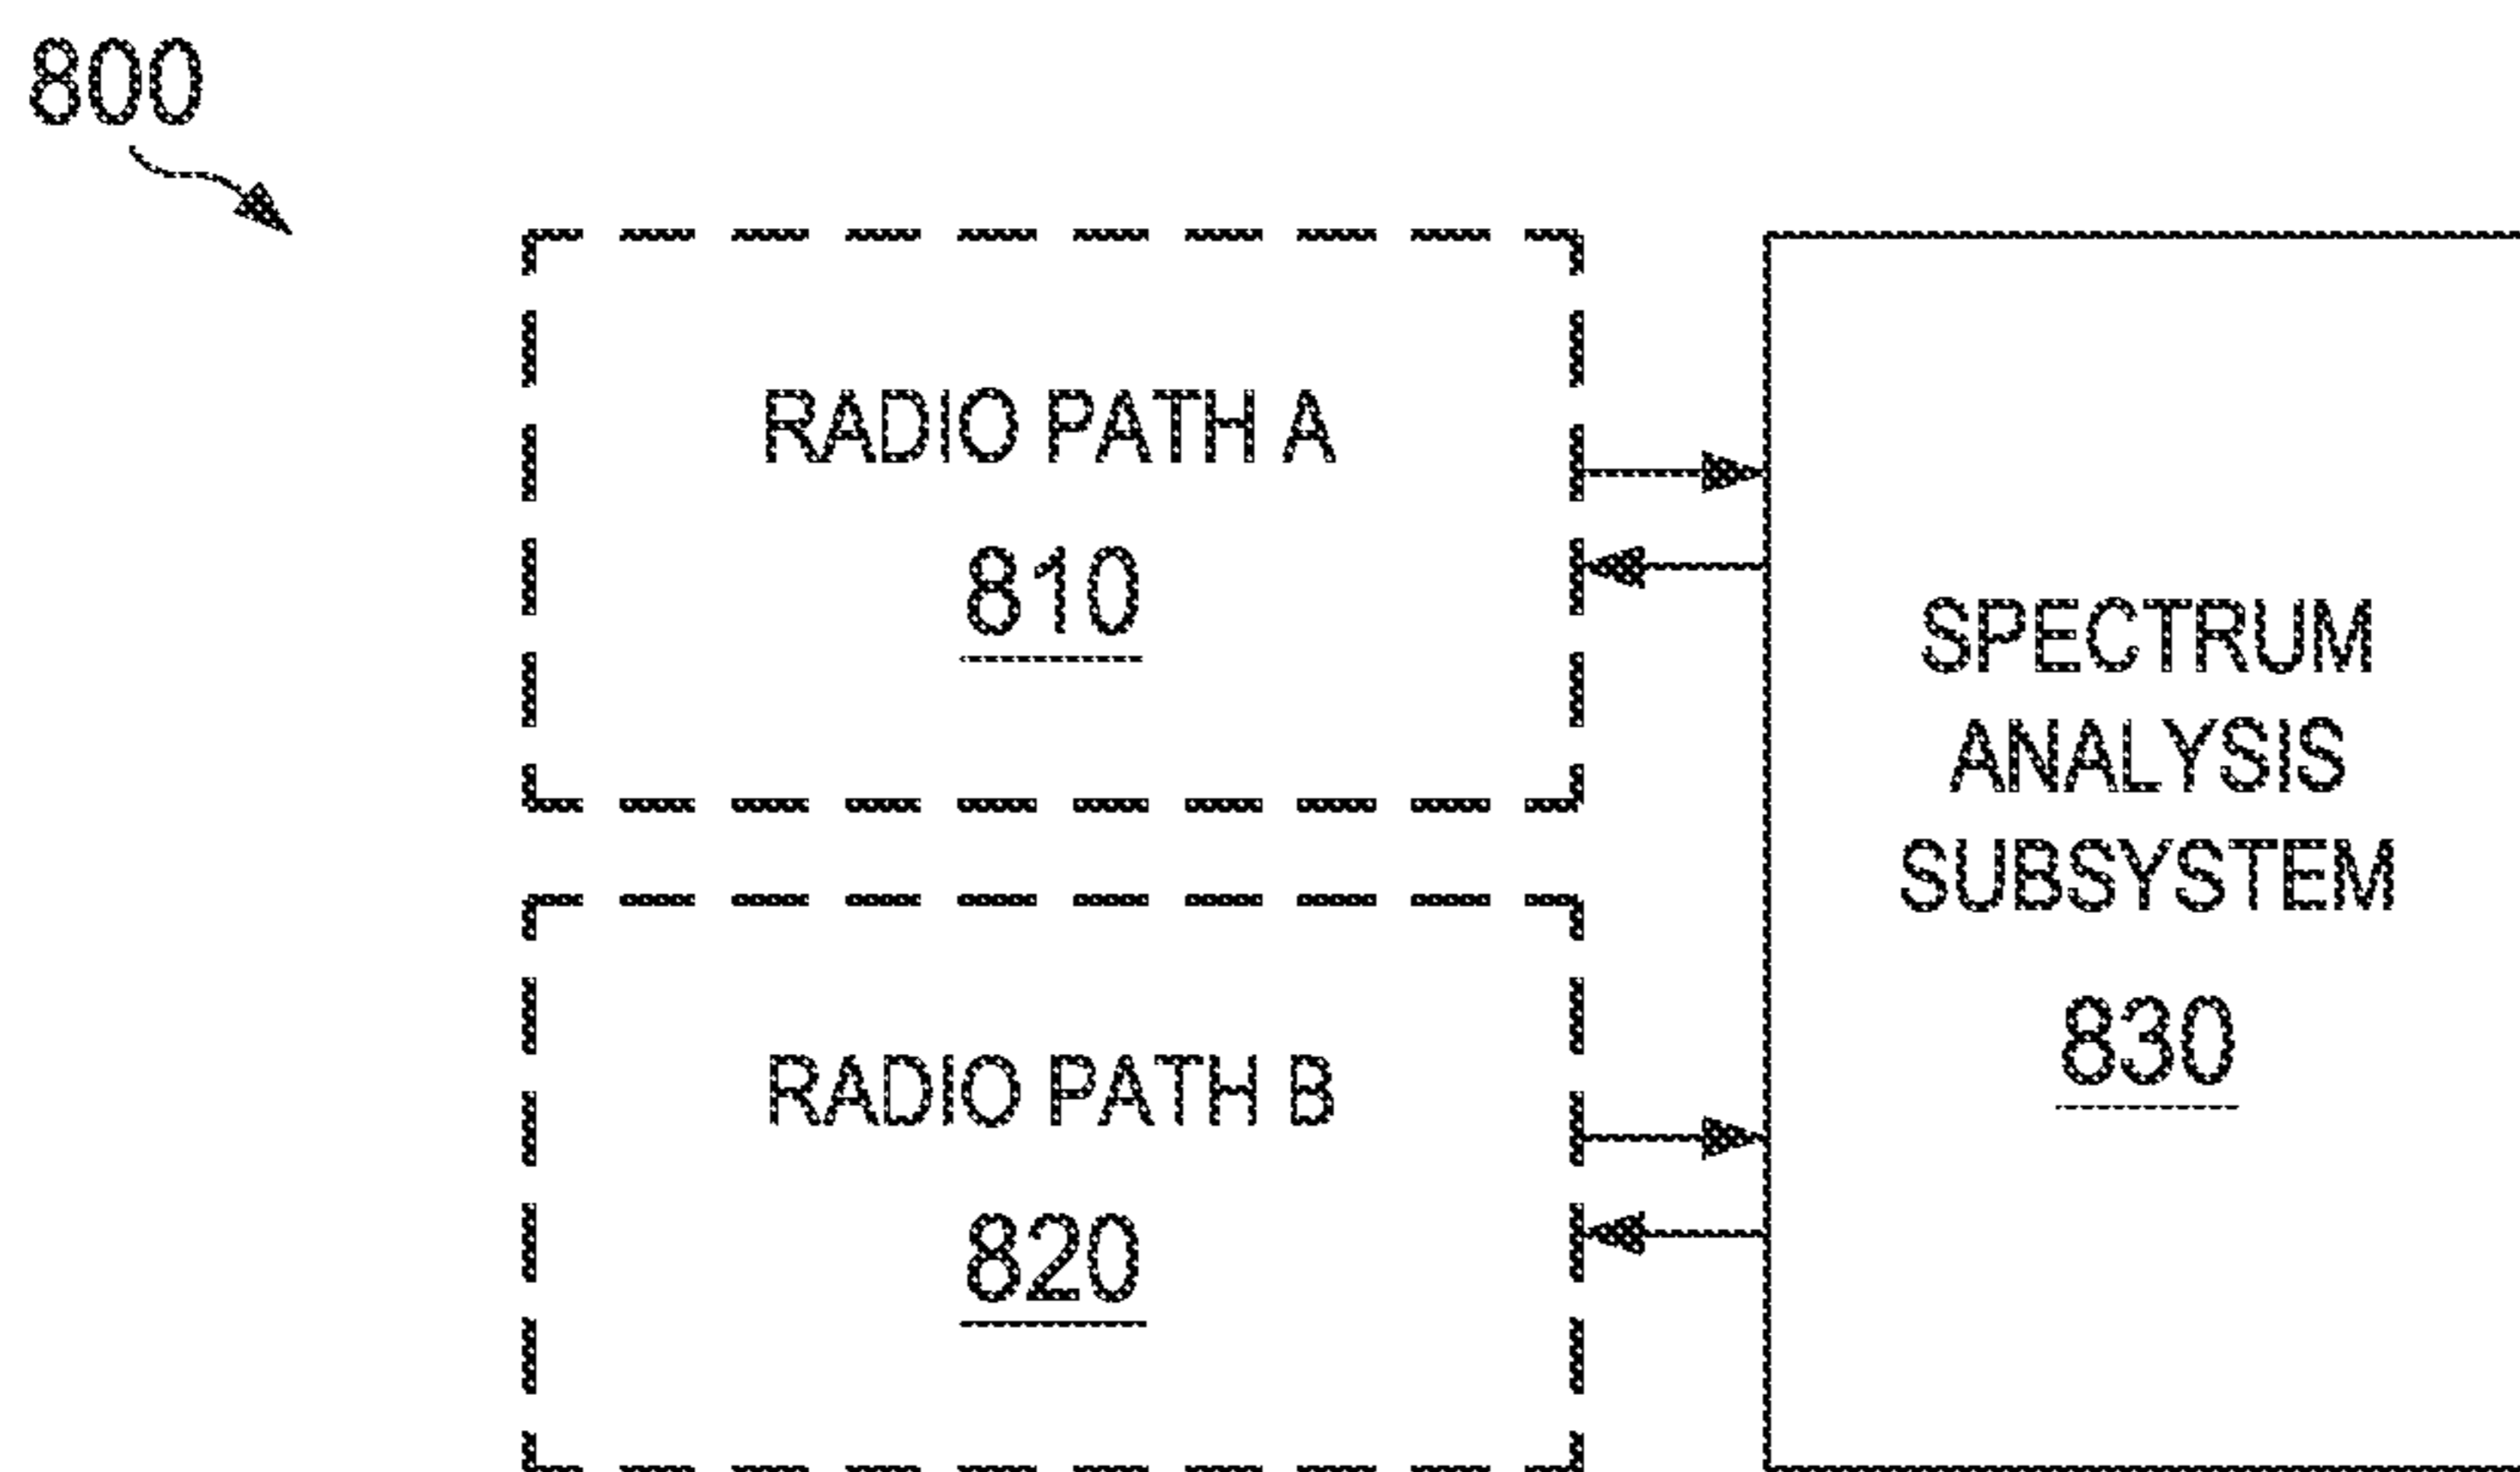 800
RADIO PATH A
810
RADIO PATH B
820
SPECTRUM
ANALYSIS
SUBSYSTEM
830